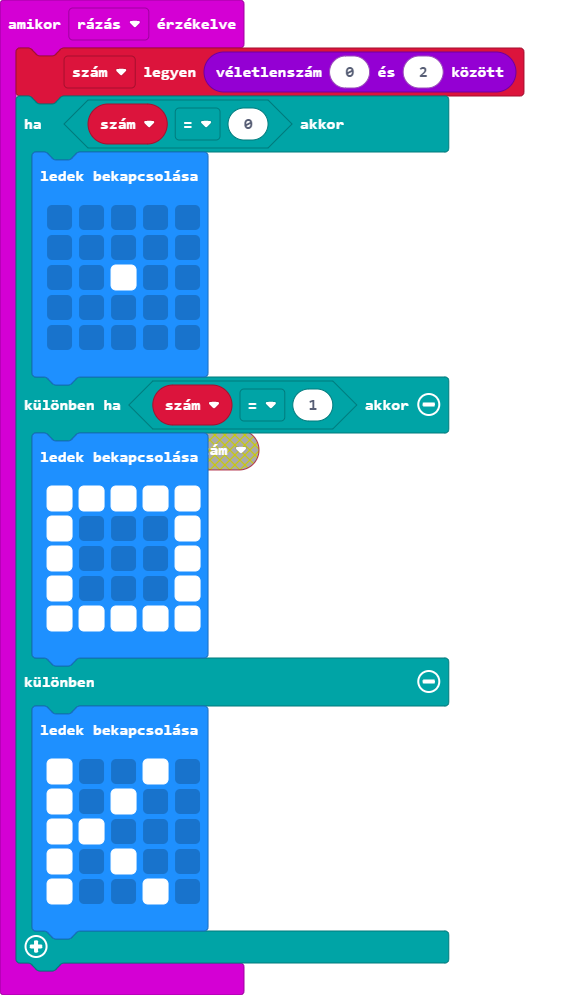 amikor rázás érzékelve
szám legyen véletlenszám 0 és 2 között
ha szám = 0 akkor
ledek bekapcsolása
különben ha szám = 1 akkor
ledek bekapcsolása ám
különben
ledek bekapcsolása